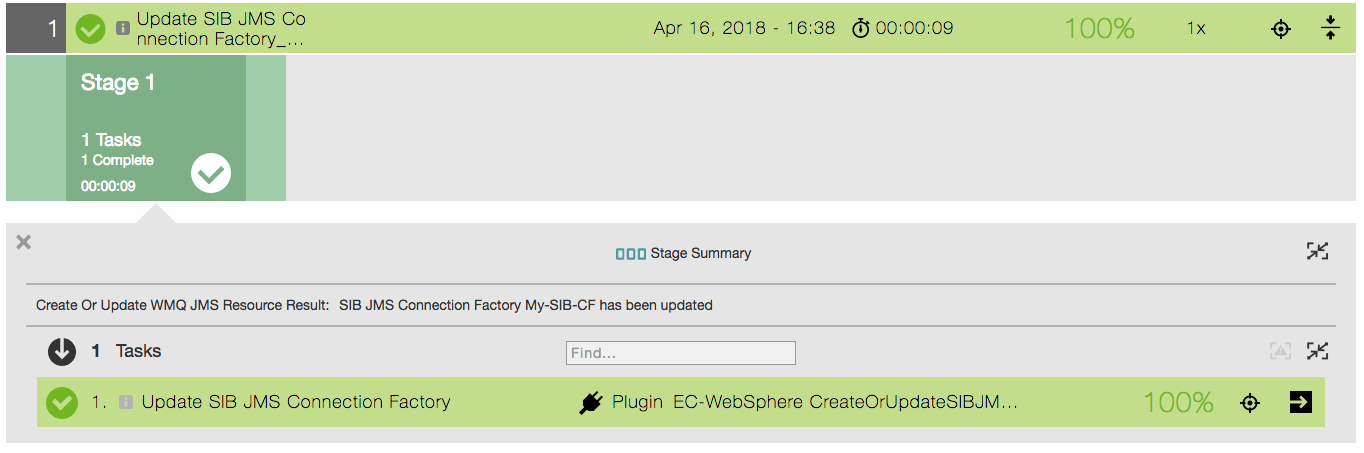 1
Update SIB JMS Co
nnection Factory_...
Apr 16, 2018 - 16:38 00:00:09 100% 1x
Stage 1
1 Tasks
1 Complete
00:00:09
Stage Summary
Create Or Update WMQ JMS Resource Result: SIB JMS Connection Factory My-SIB-CF has been updated
1 Tasks Find...
1. Update SIB JMS Connection Factory Plugin EC-WebSphere CreateOrUpdateSIBJM... 100%